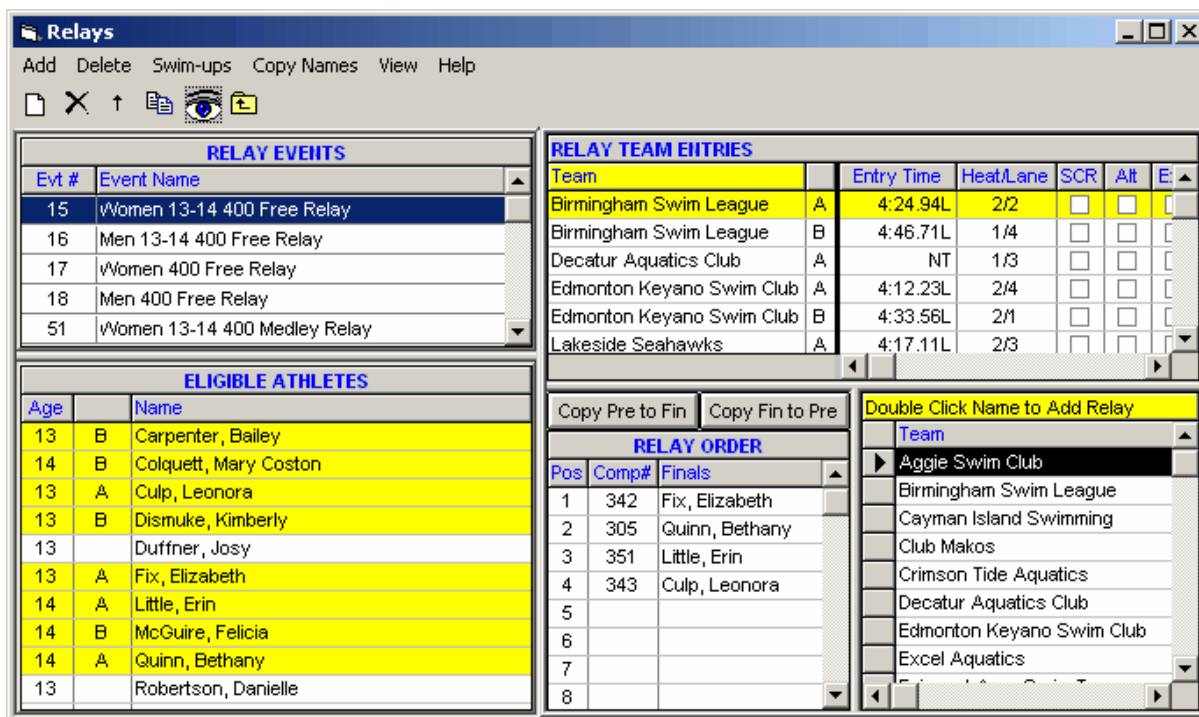 Relays
Add Delete Swim-ups Copy Names View Help
RELAY EVENTS
Evt # Event Name
15 Women 13-14 400 Free Relay
16 Men 13-14 400 Free Relay
17 Women 400 Free Relay
18 Men 400 Free Relay
51 Women 13-14 400 Medley Relay
RELAY TEAM ENTRIES
Team Entry Time Heat/Lane SCR Alt
Birmingham Swim League A 4:24.94L 2/2
Birmingham Swim League B 4:46.71L 1/4
Decatur Aquatics Club A NT 1/3
Edmonton Keyano Swim Club A 4:12.23L 2/4
Edmonton Keyano Swim Club B 4:33.56L 2/1
Lakeside Seahawks A 4:17.11L 2/3
ELIGIBLE ATHLETES
Age Name
13 B Carpenter, Bailey
14 B Colquett, Mary Coston
13 A Culp, Leonora
13 B Dismuke, Kimberly
13 Duffner, Josy
13 A Fix, Elizabeth
14 A Little, Erin
14 B McGuire, Felicia
14 A Quinn, Bethany
13 Robertson, Danielle
Copy Pre to Fin Copy Fin to Pre
RELAY ORDER
Pos Comp# Finals
1 342 Fix, Elizabeth
2 305 Quinn, Bethany
3 351 Little, Erin
4 343 Culp, Leonora
5
6
7
8
Double Click Name to Add Relay
Team
Aggie Swim Club
Birmingham Swim League
Cayman Island Swimming
Club Makos
Crimson Tide Aquatics
Decatur Aquatics Club
Edmonton Keyano Swim Club
Excel Aquatics